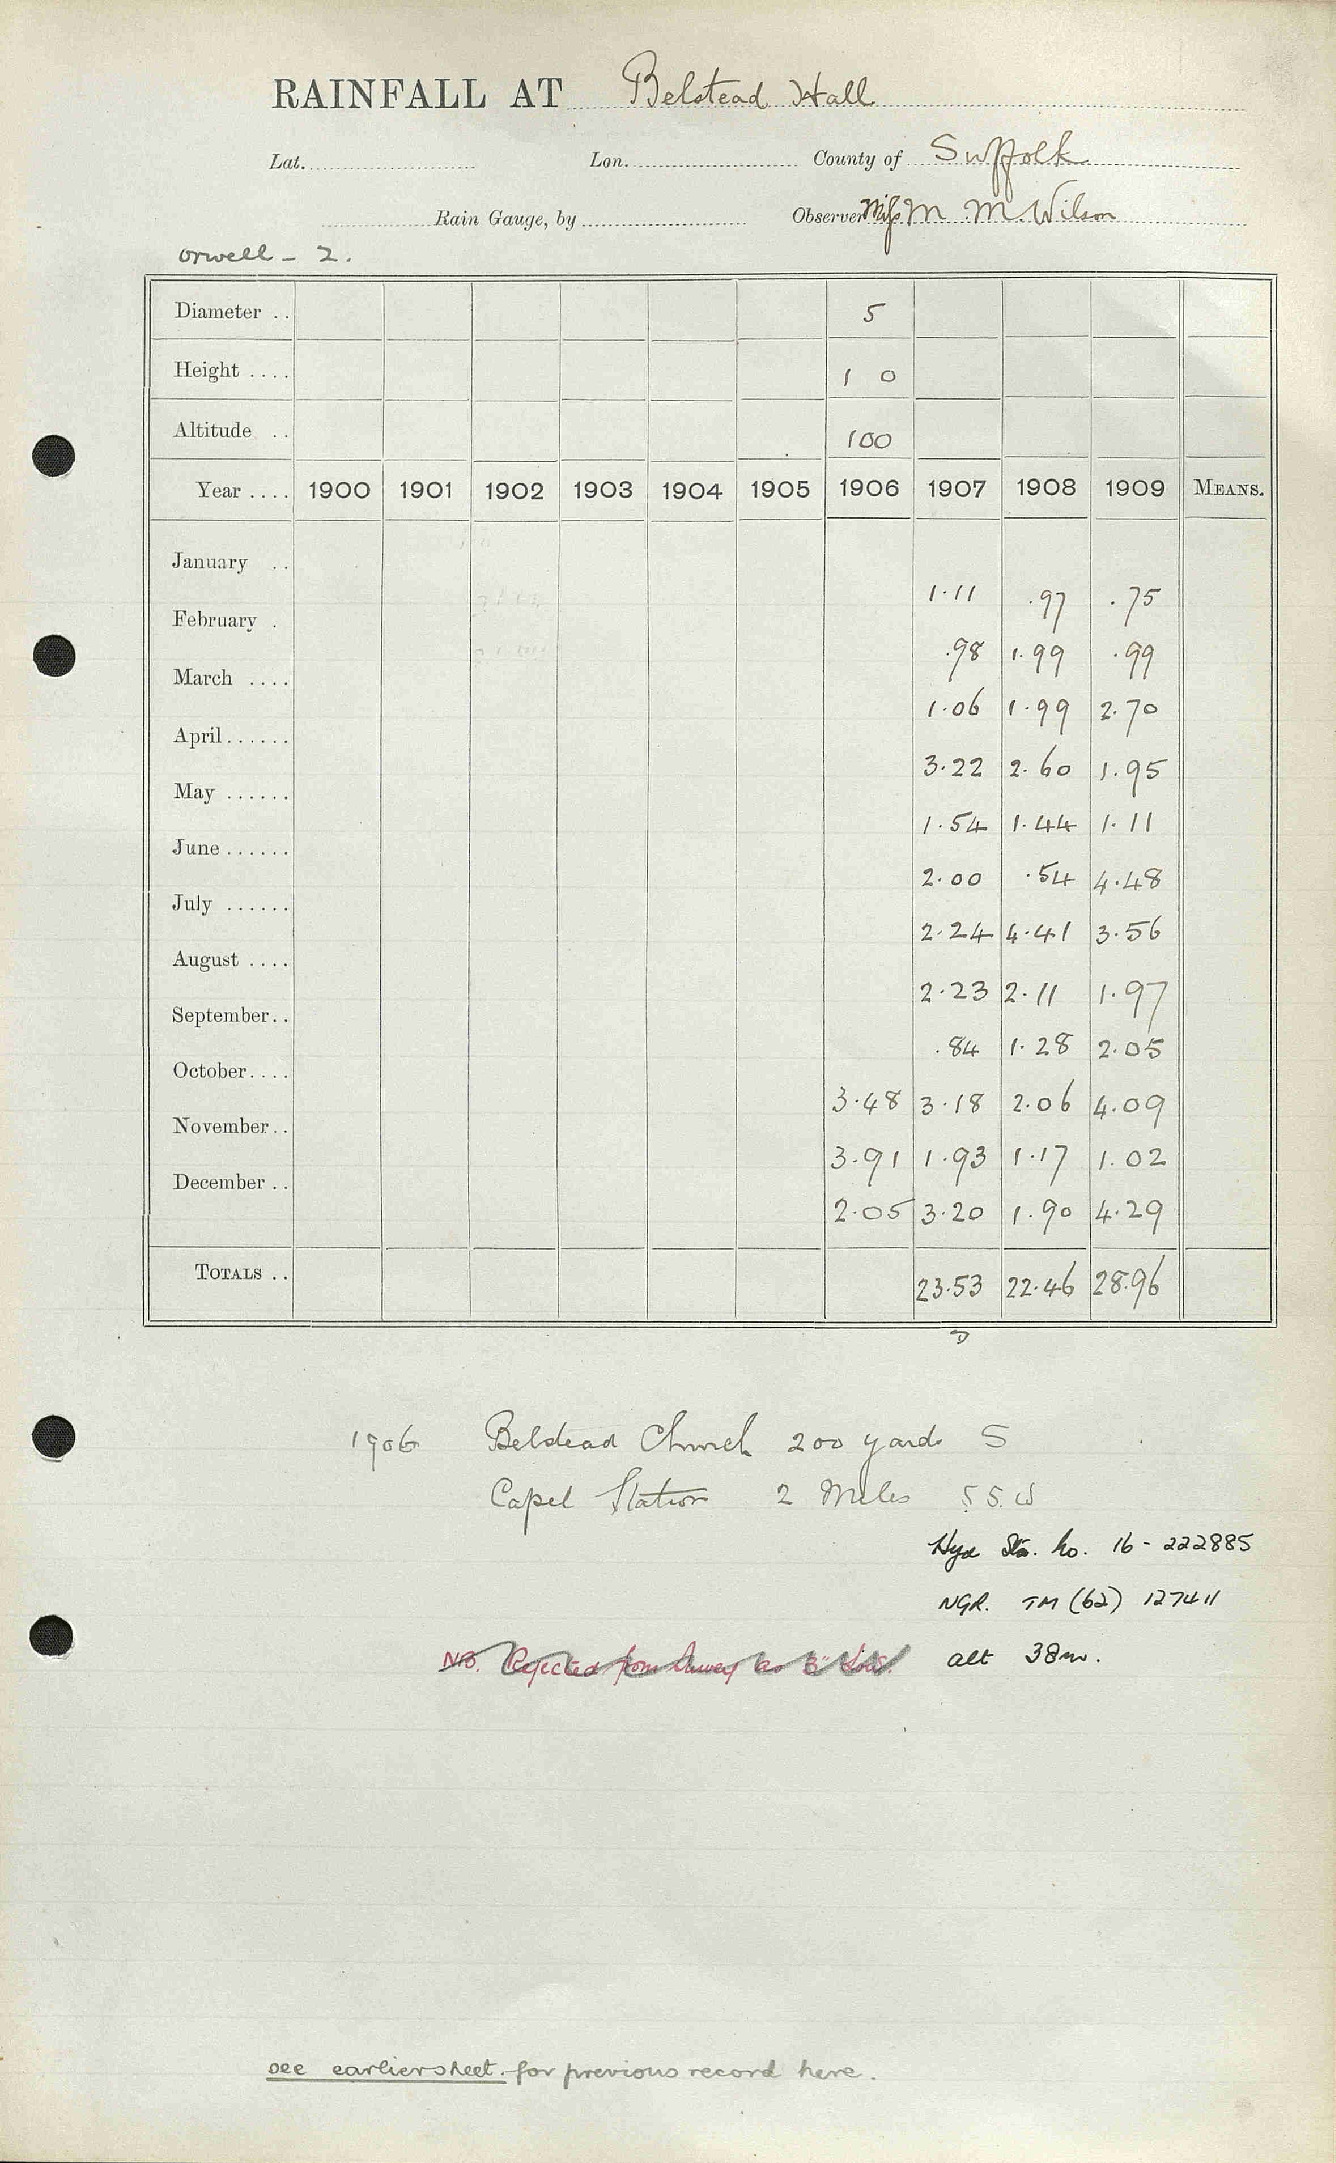 RAINFALL AT Belstead Hall
Lat. Lon. County of Suffolk
Rain Gauge, by Observer Miss M M Wilson
Orwell - 2.
Diameter .. 5
Height .... 1 0
Altitude .. 100
Year .... 1900 1901 1902 1903 1904 1905 1906 1907 1908 1909 MEANS.
January .. 1.11 .97 .75
February . .98 1.99 .99
March .... 1.06 1.99 2.70
April...... 3.22 2.60 1.95
May ...... 1.54 1.44 1.11
June ...... 2.00 .54 4.48
July ...... 2.24 4.41 3.56
August .... 2.23 2.11 1.97
September.. .84 1.28 2.05
October.... 3.48 3.18 2.06 4.09
November.. 3.91 1.93 1.17 1.02
December .. 2.05 3.20 1.90 4.29
TOTALS .. 23.53 22.46 28.96
1906 Belstead Church 200 yards S
Capel Station 2 Miles S S. W
Hyd Sta. No. 16 - 222885
NGR. TM (62) 127411
NB. Rejected from
alt 38m.
see earlier sheet. for previous record here.